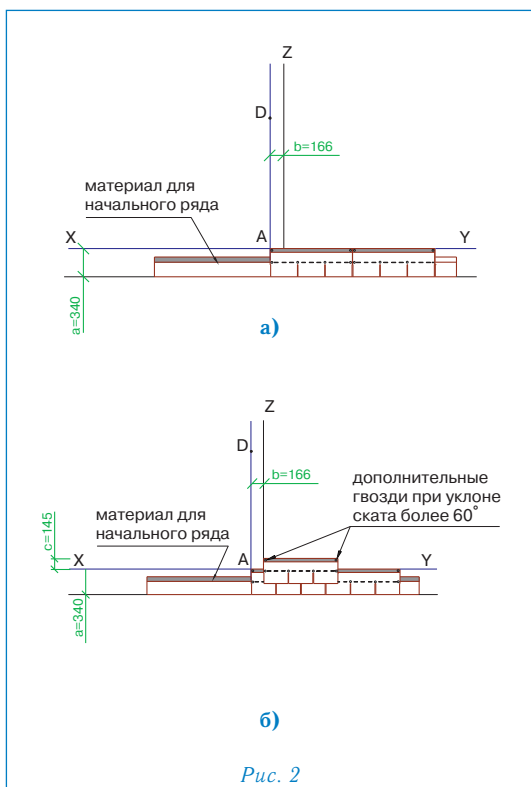 Z
D
b=166
материал для
начального ряда
X
A
Y
a=340
а)
Z
D
b=166
дополнительные
гвозди при уклоне
ската более 60°
материал для
начального ряда
c=145
X
A
Y
a=340
б)
Рис. 2